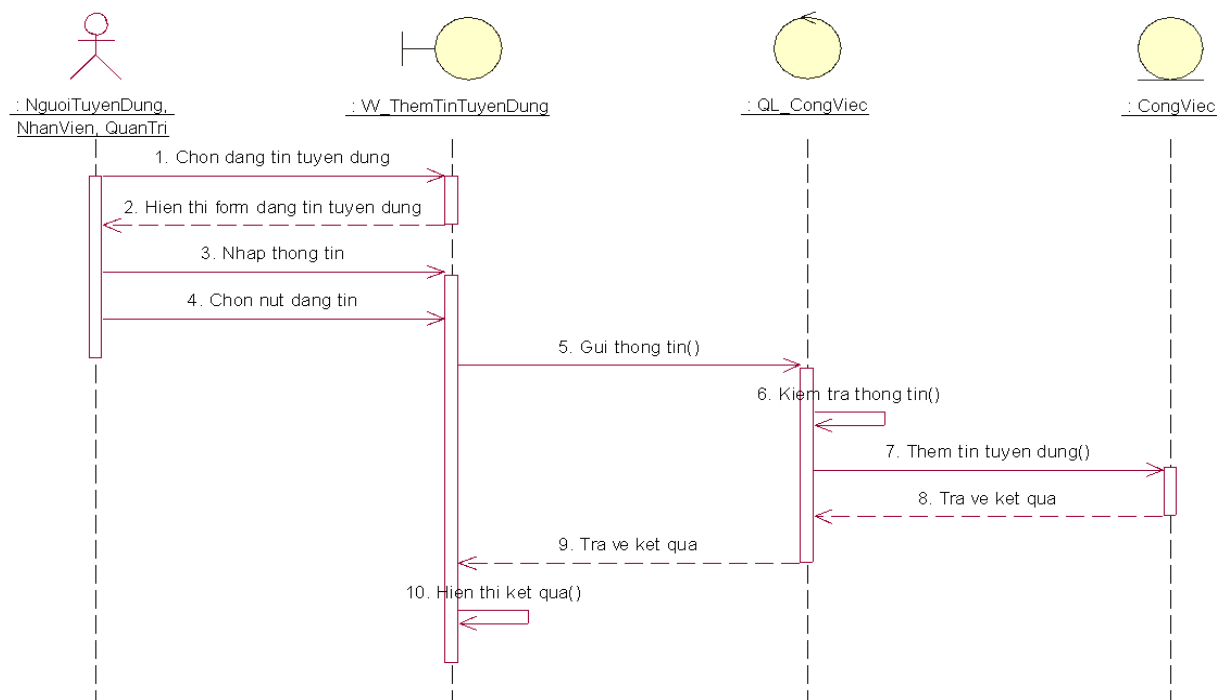 : NguoiTuyenDung,
NhanVien, QuanTri
: W_ThemTinTuyenDung
: QL_CongViec
: CongViec
1. Chon dang tin tuyen dung
2. Hien thi form dang tin tuyen dung
3. Nhap thong tin
4. Chon nut dang tin
5. Gui thong tin()
6. Kiem tra thong tin()
7. Them tin tuyen dung()
8. Tra ve ket qua
9. Tra ve ket qua
10. Hien thi ket qua()